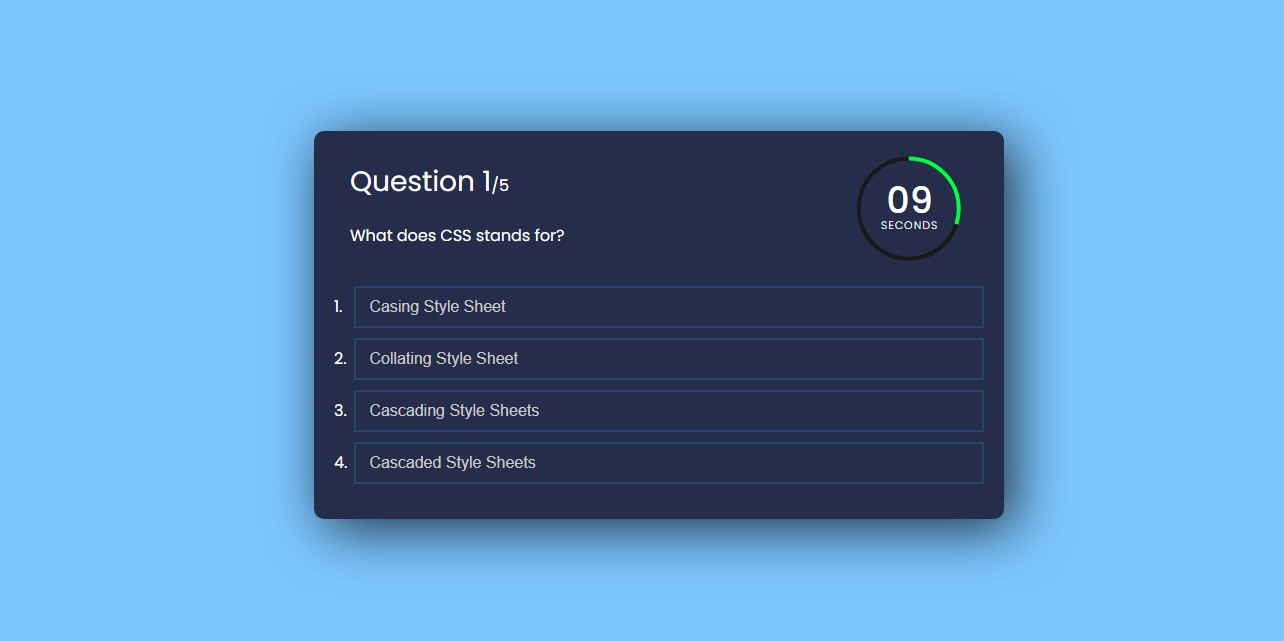 Question 1/5
09
SECONDS
What does CSS stands for?
1. Casing Style Sheet
2. Collating Style Sheet
3. Cascading Style Sheets
4. Cascaded Style Sheets